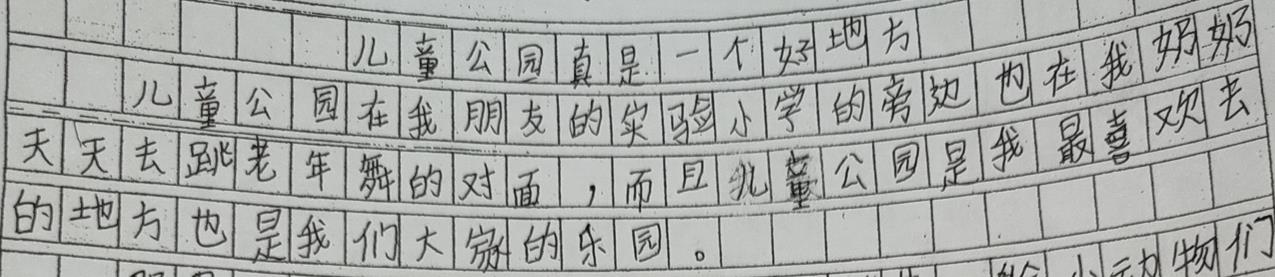 儿童公园真是一个好地方
儿童公园在我朋友的实验小学的旁边也在我奶奶
天天去跳老年舞的对面，而且儿童公园是我最喜欢去
的地方也是我们大家的乐园。
小动物们